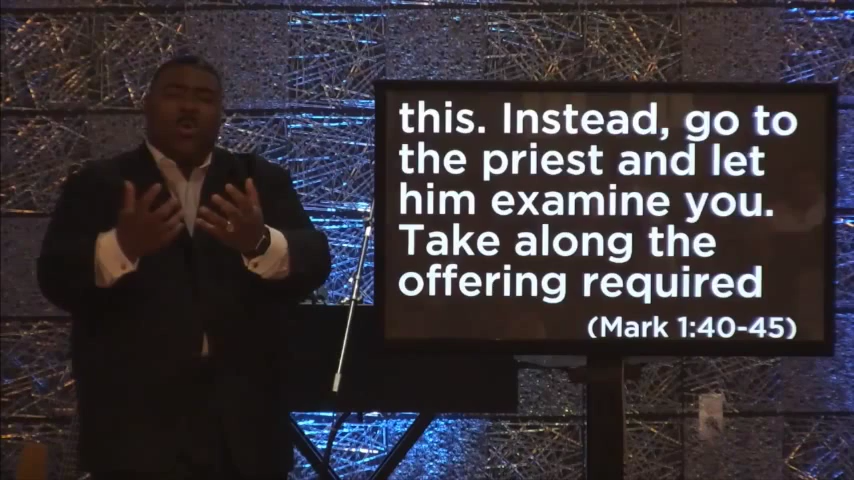 this. Instead, go to
the priest and let
him examine you.
Take along the
offering required
(Mark 1:40-45)